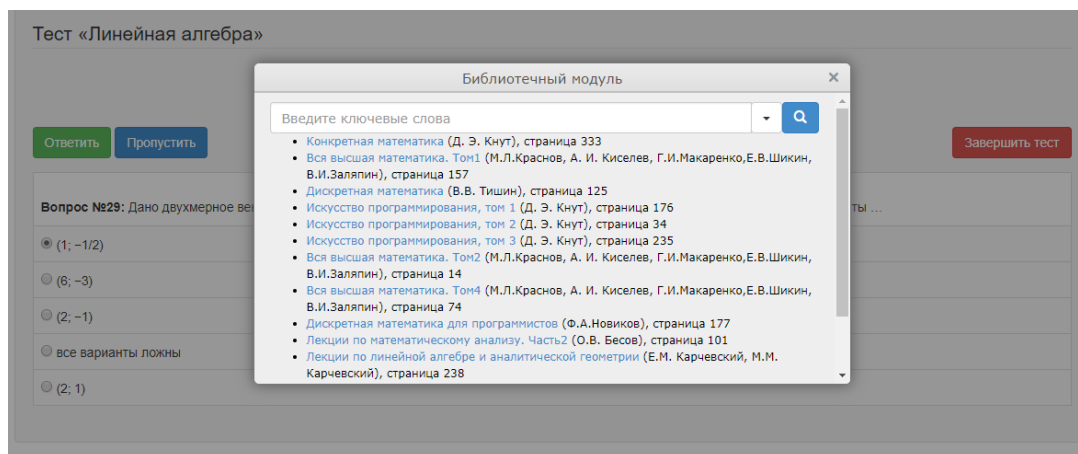 Тест «Линейная алгебра»
Библиотечный модуль
×
Введите ключевые слова
Ответить
Пропустить
Завершить тест
Конкретная математика (Д. Э. Кнут), страница 333
Вся высшая математика. Том1 (М.Л.Краснов, А. И. Киселев, Г.И.Макаренко,Е.В.Шикин,
В.И.Заляпин), страница 157
Дискретная математика (В.В. Тишин), страница 125
Искусство программирования, том 1 (Д. Э. Кнут), страница 176
Искусство программирования, том 2 (Д. Э. Кнут), страница 34
Искусство программирования, том 3 (Д. Э. Кнут), страница 235
Вся высшая математика. Том2 (М.Л.Краснов, А. И. Киселев, Г.И.Макаренко,Е.В.Шикин,
В.И.Заляпин), страница 14
Вся высшая математика. Том4 (М.Л.Краснов, А. И. Киселев, Г.И.Макаренко,Е.В.Шикин,
В.И.Заляпин), страница 74
Дискретная математика для программистов (Ф.А.Новиков), страница 177
Лекции по математическому анализу. Часть2 (О.В. Бесов), страница 101
Лекции по линейной алгебре и аналитической геометрии (Е.М. Карчевский, М.М.
Карчевский), страница 238
Вопрос №29: Дано двухмерное ве
ты ...
(1; −1/2)
(6; −3)
(2; −1)
все варианты ложны
(2; 1)